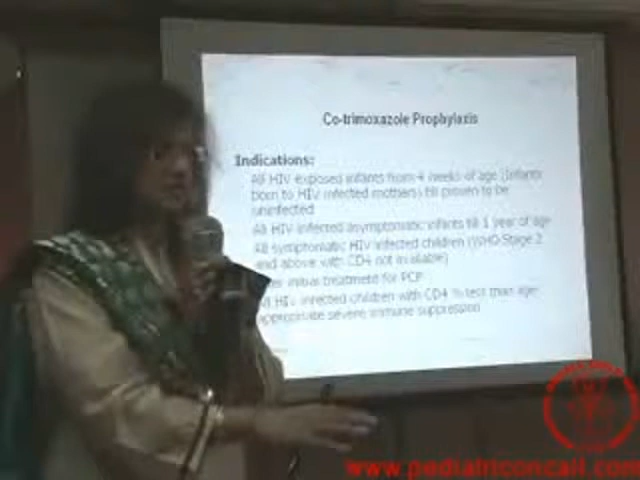 Co-trimoxazole Prophylaxis
Indications:
All HIV exposed infants from 4 weeks of age (Infants
born to HIV infected mothers) till proven to be
uninfected
All HIV infected asymptomatic infants till 1 year of age
All symptomatic HIV infected children (WHO Stage 2
and above with CD4 not available)
initial treatment for PCP
HIV infected children with CD4 % less than age
appropriate severe immune suppression
www.pediatriconcall.com